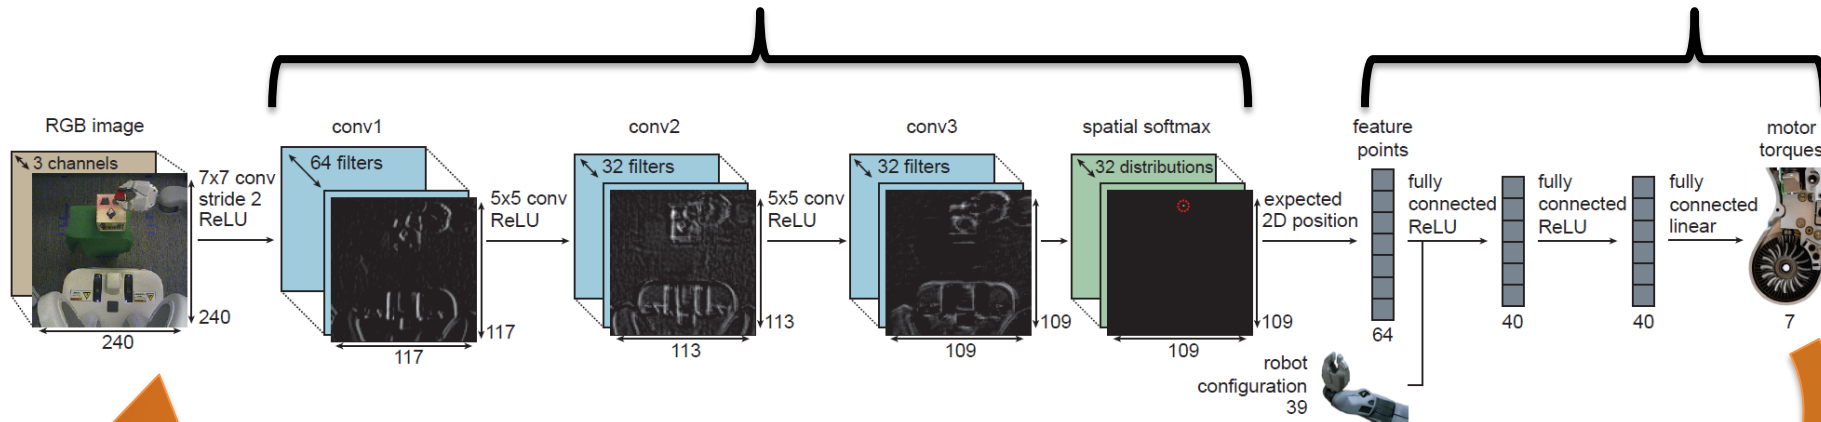 RGB image
3 channels
240
240
7x7 conv
stride 2
ReLU
conv1
64 filters
117
117
5x5 conv
ReLU
conv2
32 filters
113
113
5x5 conv
ReLU
conv3
32 filters
109
109
spatial softmax
32 distributions
109
109
expected
2D position
feature
points
64
robot
configuration
39
fully
connected
ReLU
40
fully
connected
ReLU
40
fully
connected
linear
motor
torques
7